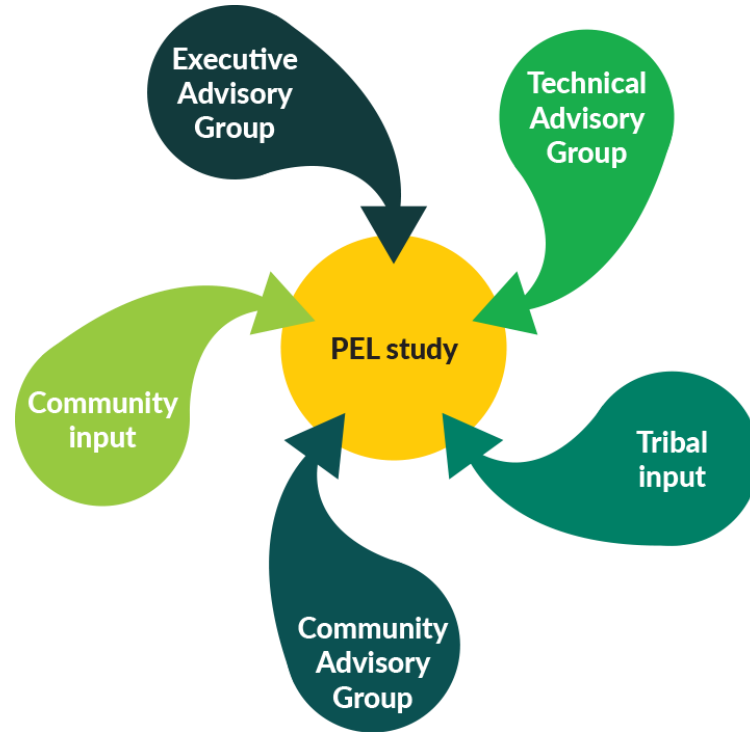 Executive
Advisory
Group
Technical
Advisory
Group
PEL study
Community
input
Tribal
input
Community
Advisory
Group